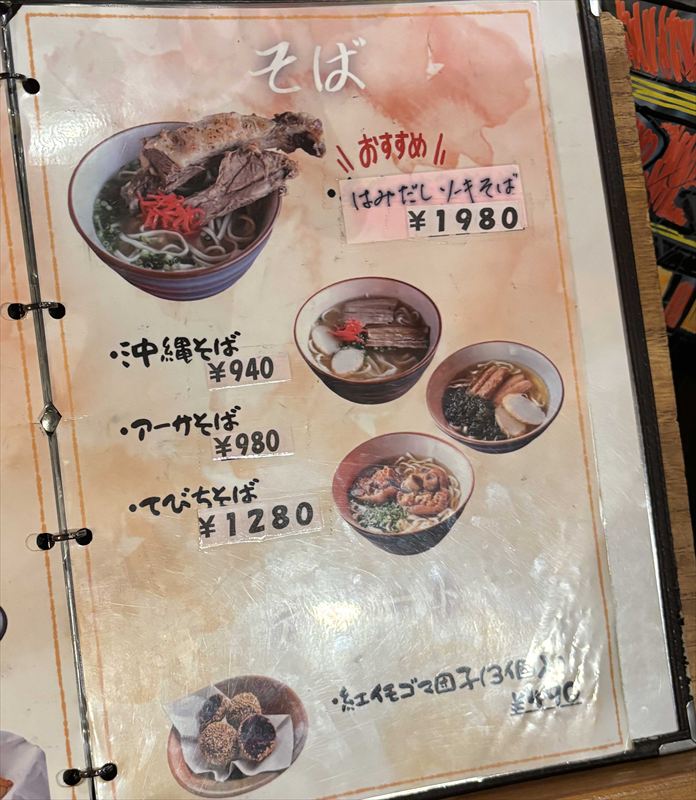 そば
おすすめ
・はみだしソーキそば
¥1980
・沖縄そば
¥940
・アーサそば
¥980
・てびちそば
¥1280
・紅イモゴマ団子(3個入)
¥490